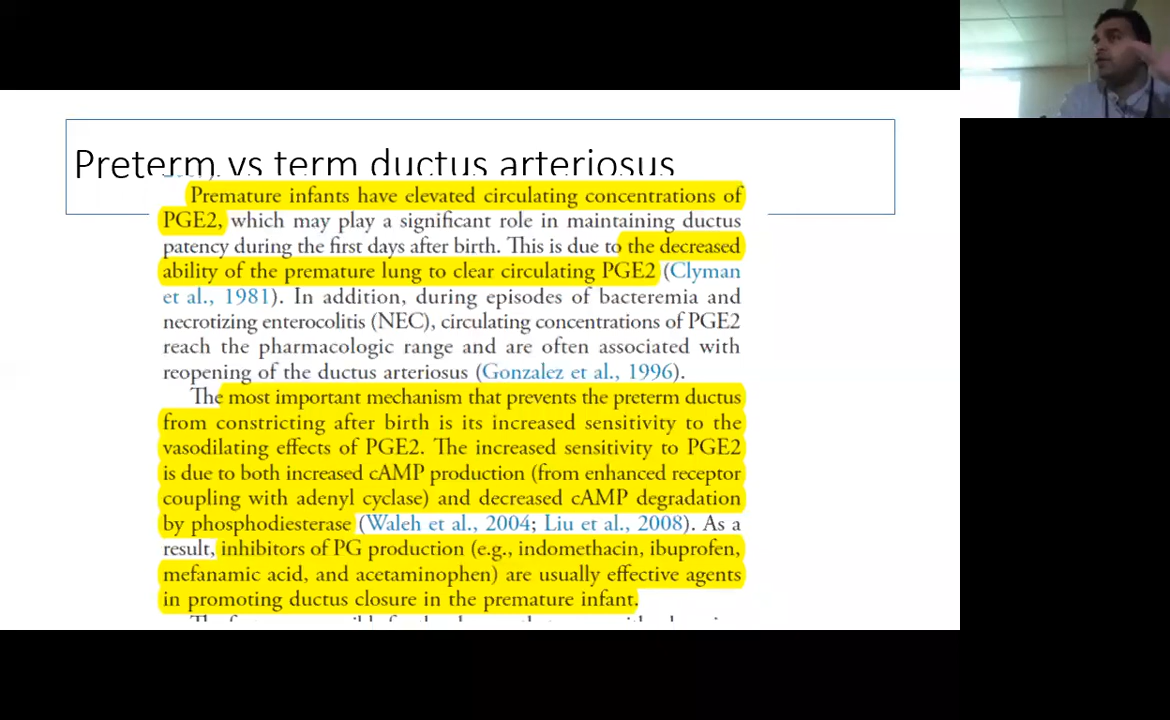 Preterm vs term ductus arteriosus
Premature infants have elevated circulating concentrations of
PGE2, which may play a significant role in maintaining ductus
patency during the first days after birth. This is due to the decreased
ability of the premature lung to clear circulating PGE2 (Clyman
et al., 1981). In addition, during episodes of bacteremia and
necrotizing enterocolitis (NEC), circulating concentrations of PGE2
reach the pharmacologic range and are often associated with
reopening of the ductus arteriosus (Gonzalez et al., 1996).
The most important mechanism that prevents the preterm ductus
from constricting after birth is its increased sensitivity to the
vasodilating effects of PGE2. The increased sensitivity to PGE2
is due to both increased cAMP production (from enhanced receptor
coupling with adenyl cyclase) and decreased cAMP degradation
by phosphodiesterase (Waleh et al., 2004; Liu et al., 2008). As a
result, inhibitors of PG production (e.g., indomethacin, ibuprofen,
mefanamic acid, and acetaminophen) are usually effective agents
in promoting ductus closure in the premature infant.